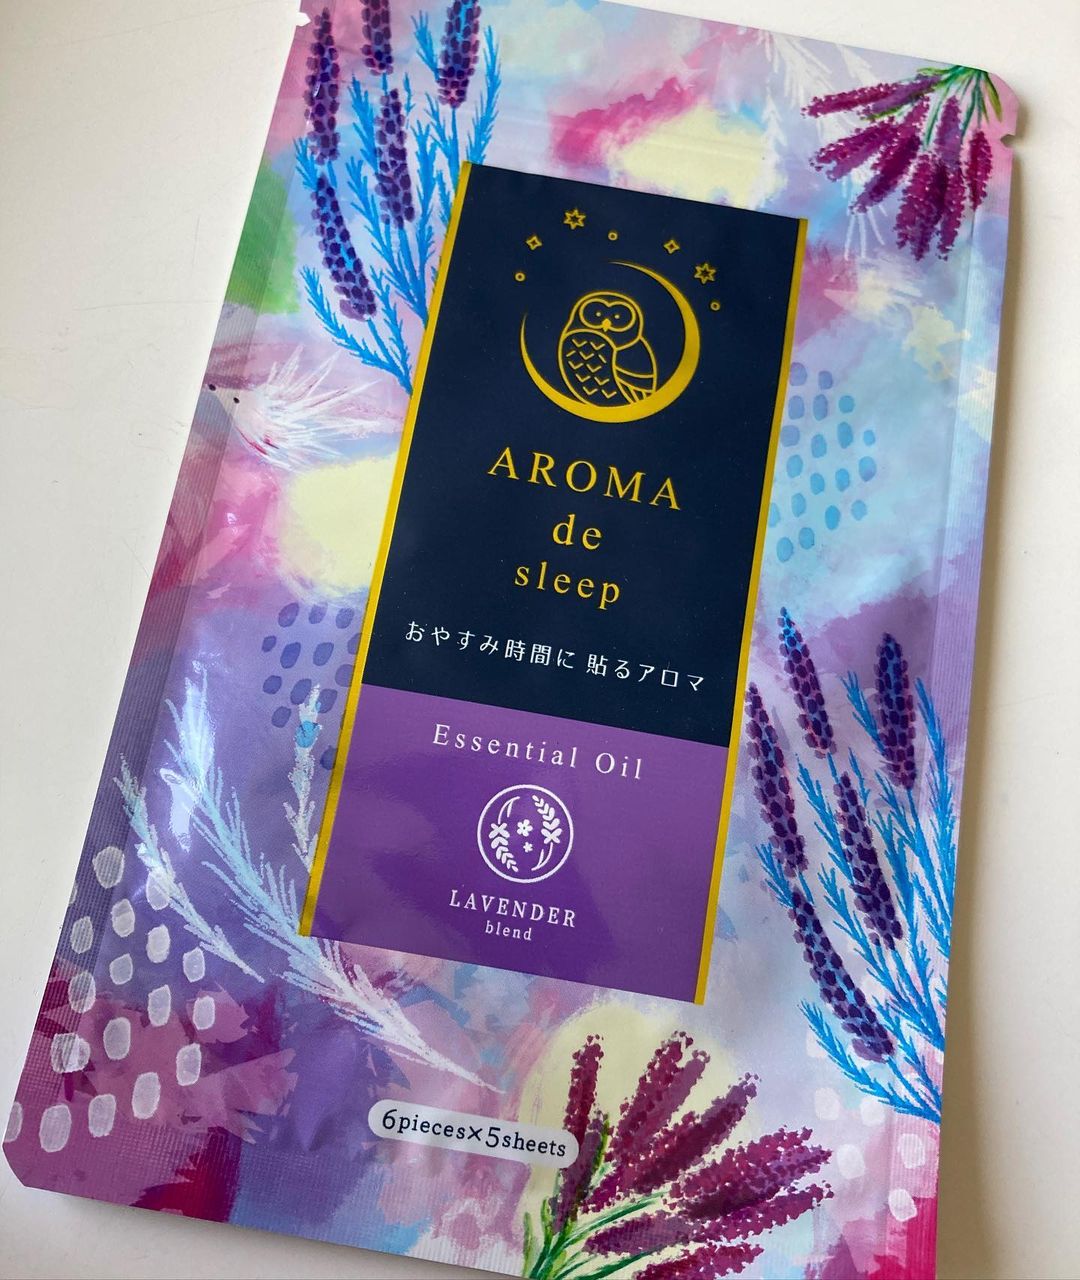 AROMA
de
sleep
おやすみ時間に 貼るアロマ
Essential Oil
LAVENDER
blend
6pieces×5sheets